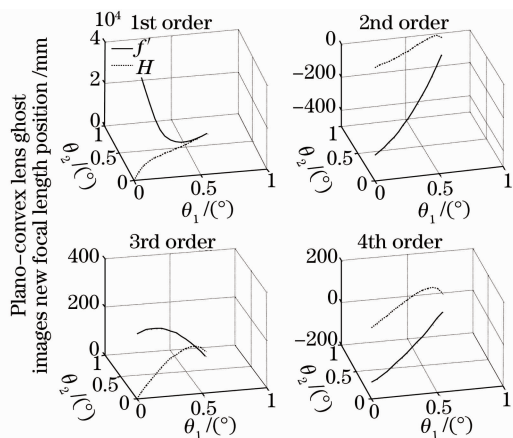 Plano-convex lens ghost
images new focal length position /mm
10⁴ 1st order
4
2
0
f′
H
1
0.5
0
θ₂/(°)
0
0.5
1
θ₁/(°)
2nd order
0
−200
−400
1
0.5
0
θ₂/(°)
0
0.5
1
θ₁/(°)
3rd order
400
200
0
1
0.5
0
θ₂/(°)
0
0.5
1
θ₁/(°)
4th order
200
0
−200
1
0.5
0
θ₂/(°)
0
0.5
1
θ₁/(°)